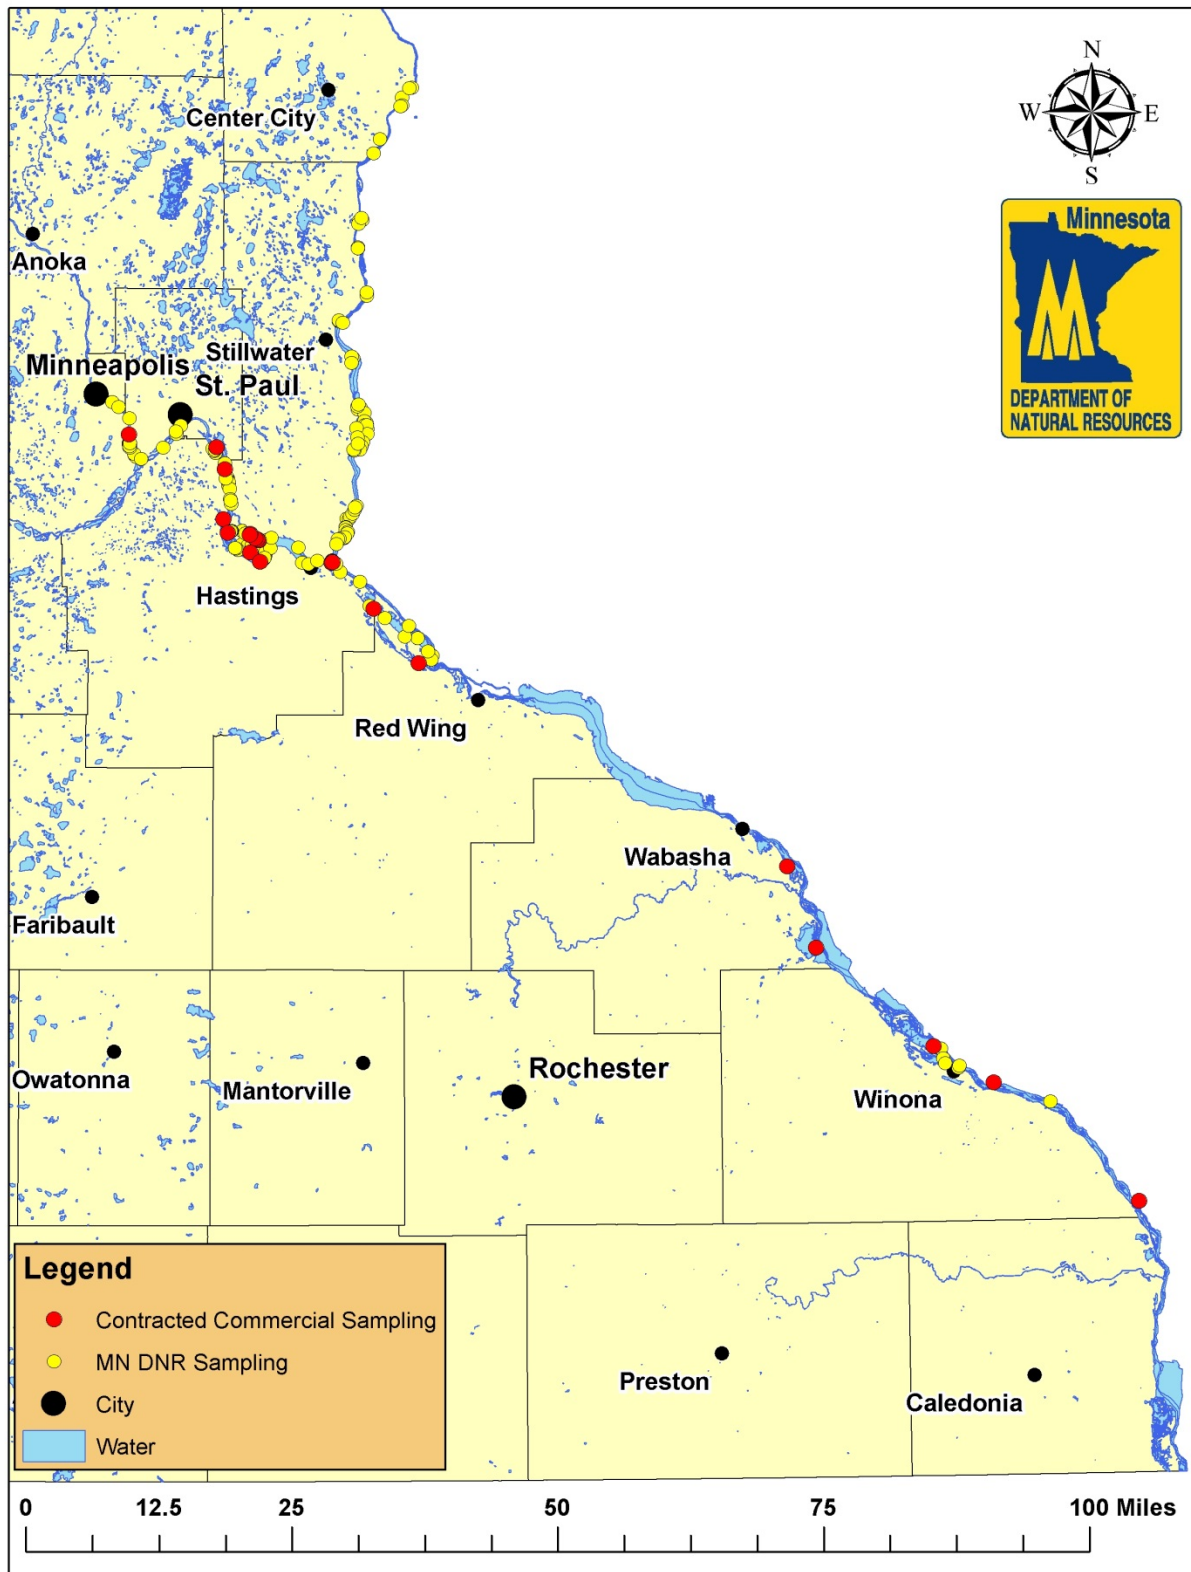 N
W E
S
Minnesota
DEPARTMENT OF
NATURAL RESOURCES
Center City
Anoka
Stillwater
Minneapolis
St. Paul
Hastings
Red Wing
Wabasha
Faribault
Owatonna
Mantorville
Rochester
Winona
Preston
Caledonia
Legend
Contracted Commercial Sampling
MN DNR Sampling
City
Water
0 12.5 25 50 75 100 Miles